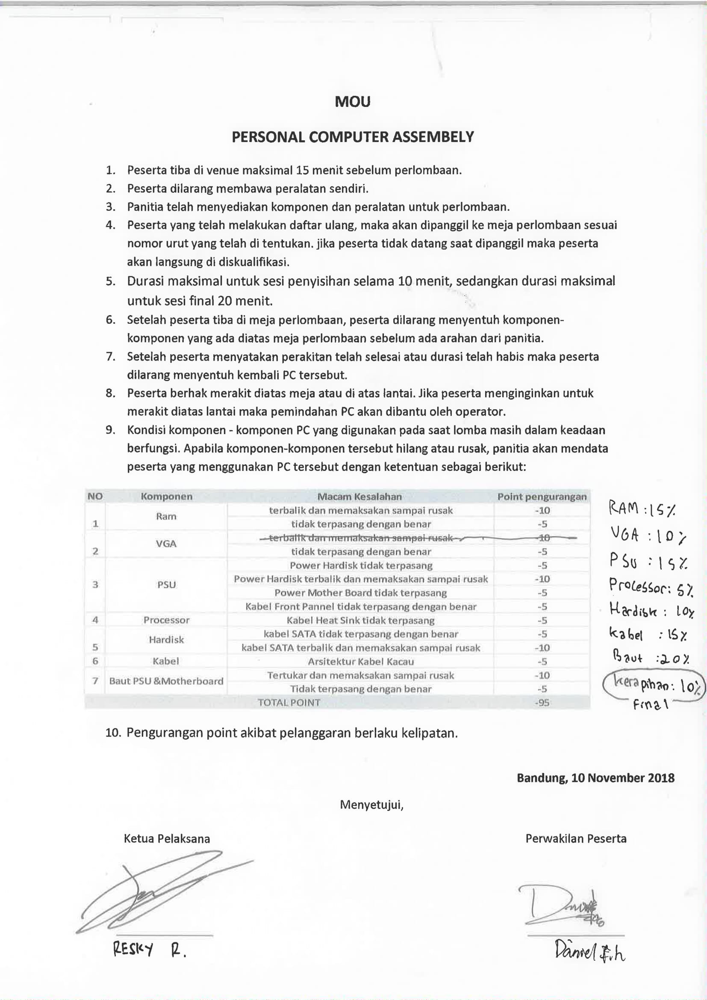 MOU
PERSONAL COMPUTER ASSEMBELY
1. Peserta tiba di venue maksimal 15 menit sebelum perlombaan.
2. Peserta dilarang membawa peralatan sendiri.
3. Panitia telah menyediakan komponen dan peralatan untuk perlombaan.
4. Peserta yang telah melakukan daftar ulang, maka akan dipanggil ke meja perlombaan sesuai
nomor urut yang telah di tentukan. jika peserta tidak datang saat dipanggil maka peserta
akan langsung di diskualifikasi.
5. Durasi maksimal untuk sesi penyisihan selama 10 menit, sedangkan durasi maksimal
untuk sesi final 20 menit.
6. Setelah peserta tiba di meja perlombaan, peserta dilarang menyentuh komponen-
komponen yang ada diatas meja perlombaan sebelum ada arahan dari panitia.
7. Setelah peserta menyatakan perakitan telah selesai atau durasi telah habis maka peserta
dilarang menyentuh kembali PC tersebut.
8. Peserta berhak merakit diatas meja atau di atas lantai. Jika peserta menginginkan untuk
merakit diatas lantai maka pemindahan PC akan dibantu oleh operator.
9. Kondisi komponen - komponen PC yang digunakan pada saat lomba masih dalam keadaan
berfungsi. Apabila komponen-komponen tersebut hilang atau rusak, panitia akan mendata
peserta yang menggunakan PC tersebut dengan ketentuan sebagai berikut:
NO Komponen Macam Kesalahan Point pengurangan
1 Ram terbalik dan memaksakan sampai rusak -10
tidak terpasang dengan benar -5
2 VGA terbalik dan memaksakan sampai rusak -10
tidak terpasang dengan benar -5
3 PSU Power Hardisk tidak terpasang -5
Power Hardisk terbalik dan memaksakan sampai rusak -10
Power Mother Board tidak terpasang -5
Kabel Front Pannel tidak terpasang dengan benar -5
4 Processor Kabel Heat Sink tidak terpasang -5
5 Hardisk kabel SATA tidak terpasang dengan benar -5
kabel SATA terbalik dan memaksakan sampai rusak -10
6 Kabel Arsitektur Kabel Kacau -5
7 Baut PSU &Motherboard Tertukar dan memaksakan sampai rusak -10
Tidak terpasang dengan benar -5
TOTAL POINT -95
RAM : 15%
VGA : 10%
PSU : 15%
Processor: 5%
Hardisk : 10%
Kabel : 15%
Baut : 20%
Kerapihan: 10%
Final
10. Pengurangan point akibat pelanggaran berlaku kelipatan.
Bandung, 10 November 2018
Menyetujui,
Ketua Pelaksana Perwakilan Peserta
RESKY R. Daniel F.h